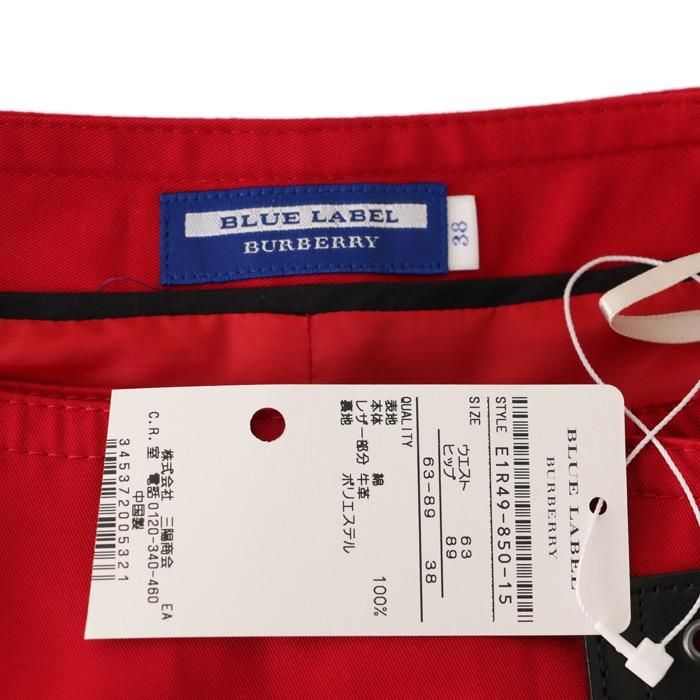 BLUE LABEL
BURBERRY
38
BLUE LABEL
BURBERRY
STYLE E1R49-850-15
SIZE
ウエスト 63
ヒップ 89
63-89 38
QUALITY
表地
本体 綿
レザー部分 牛革
裏地 ポリエステル 100%
株式会社 三陽商会 EA
C.R. 室 電話0120-340-460
中国製
3453720005321